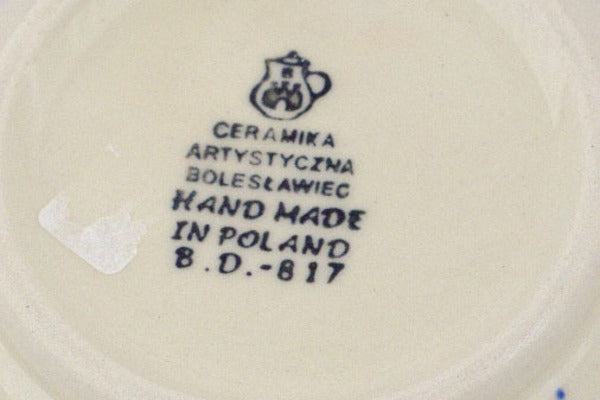 CERAMIKA
ARTYSTYCZNA
BOLESŁAWIEC
HAND MADE
IN POLAND
B.D.-817